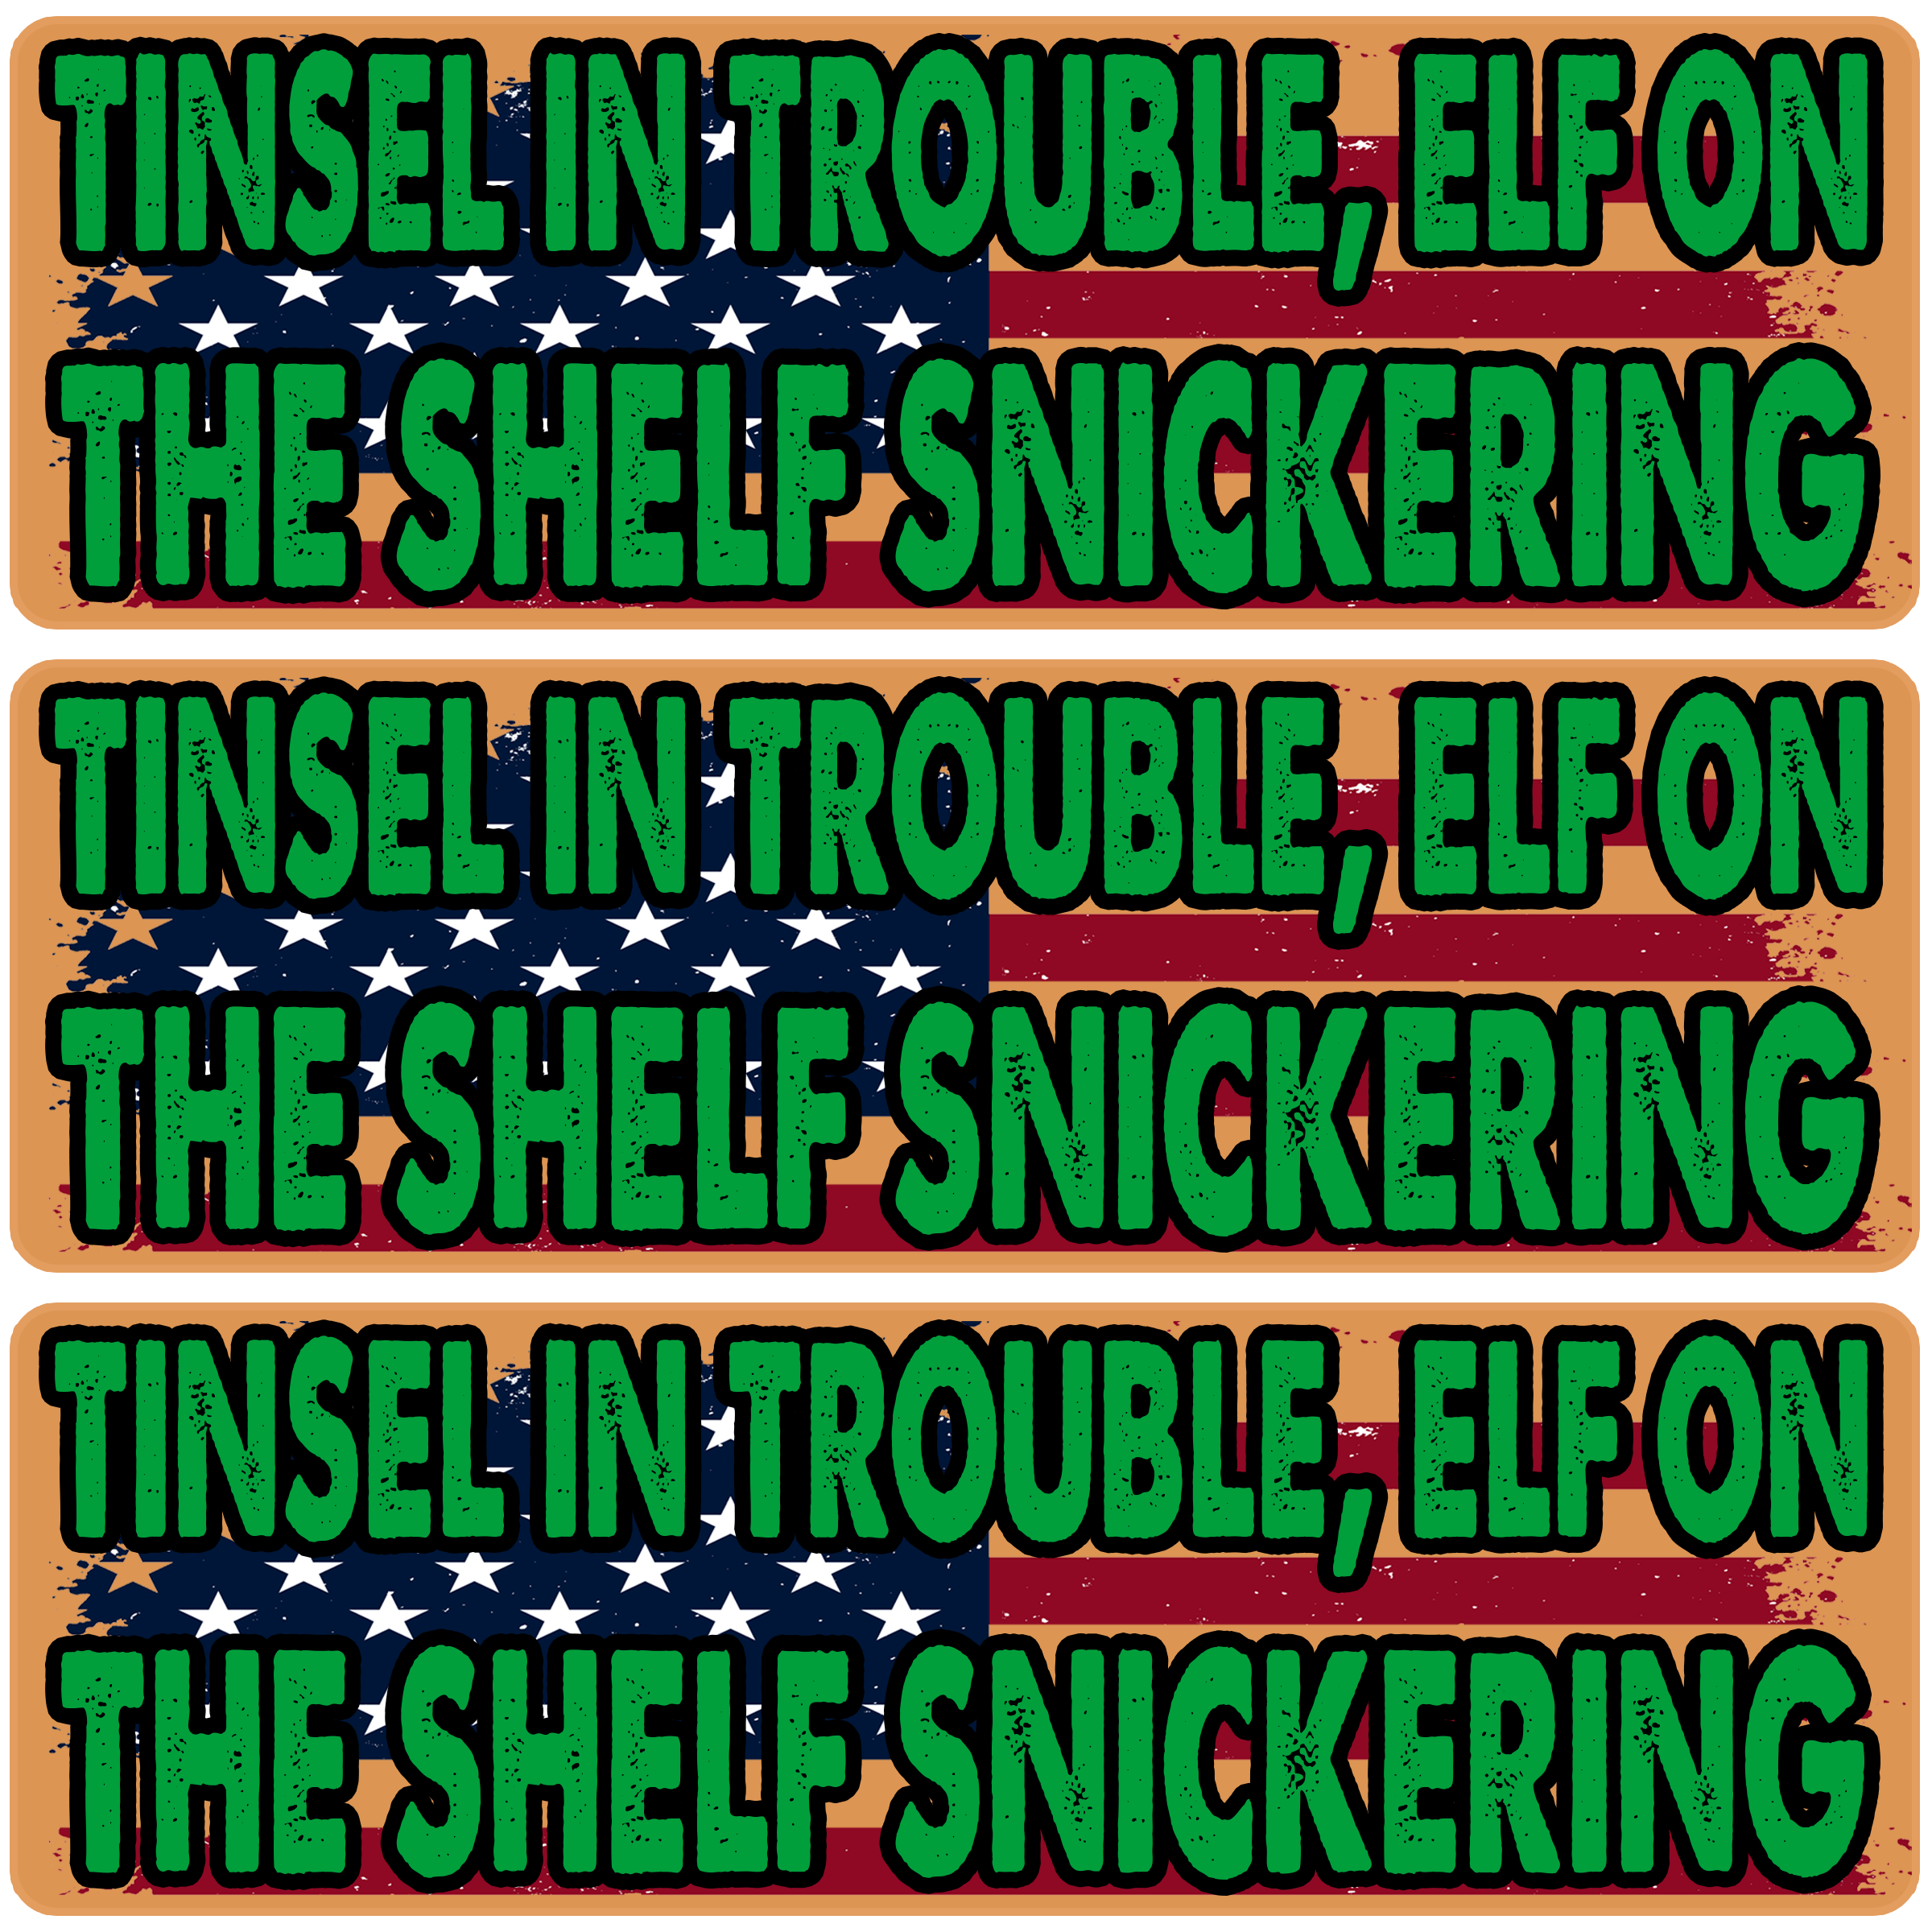 TINSEL IN TROUBLE, ELF ON
THE SHELF SNICKERING
TINSEL IN TROUBLE, ELF ON
THE SHELF SNICKERING
TINSEL IN TROUBLE, ELF ON
THE SHELF SNICKERING